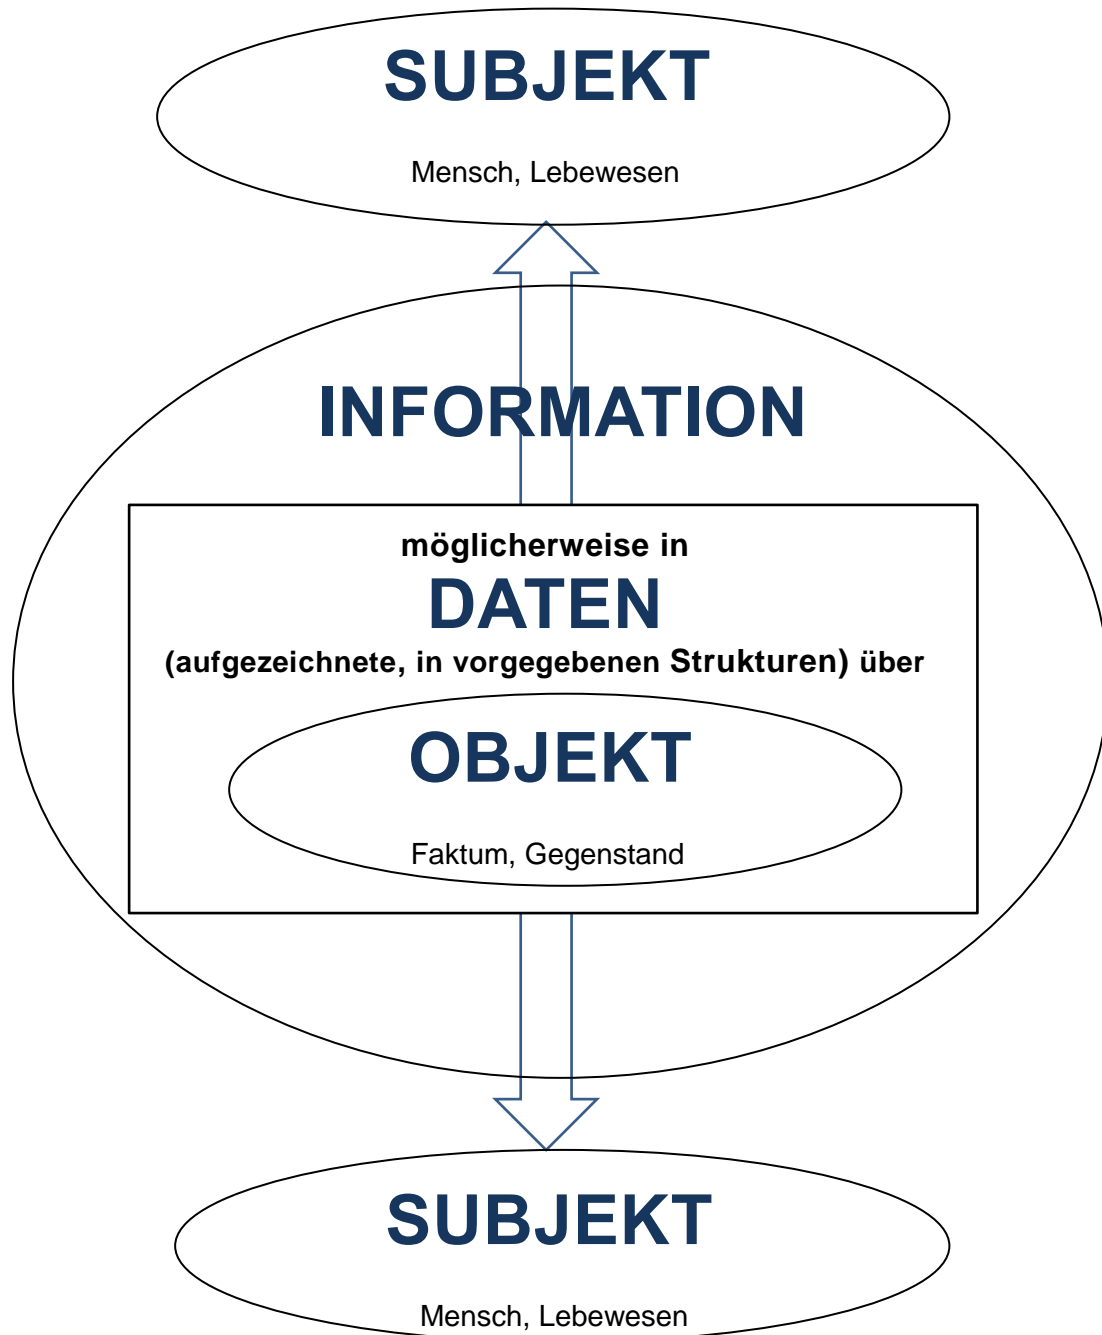 SUBJEKT
Mensch, Lebewesen
INFORMATION
möglicherweise in
DATEN
(aufgezeichnete, in vorgegebenen Strukturen) über
OBJEKT
Faktum, Gegenstand
SUBJEKT
Mensch, Lebewesen